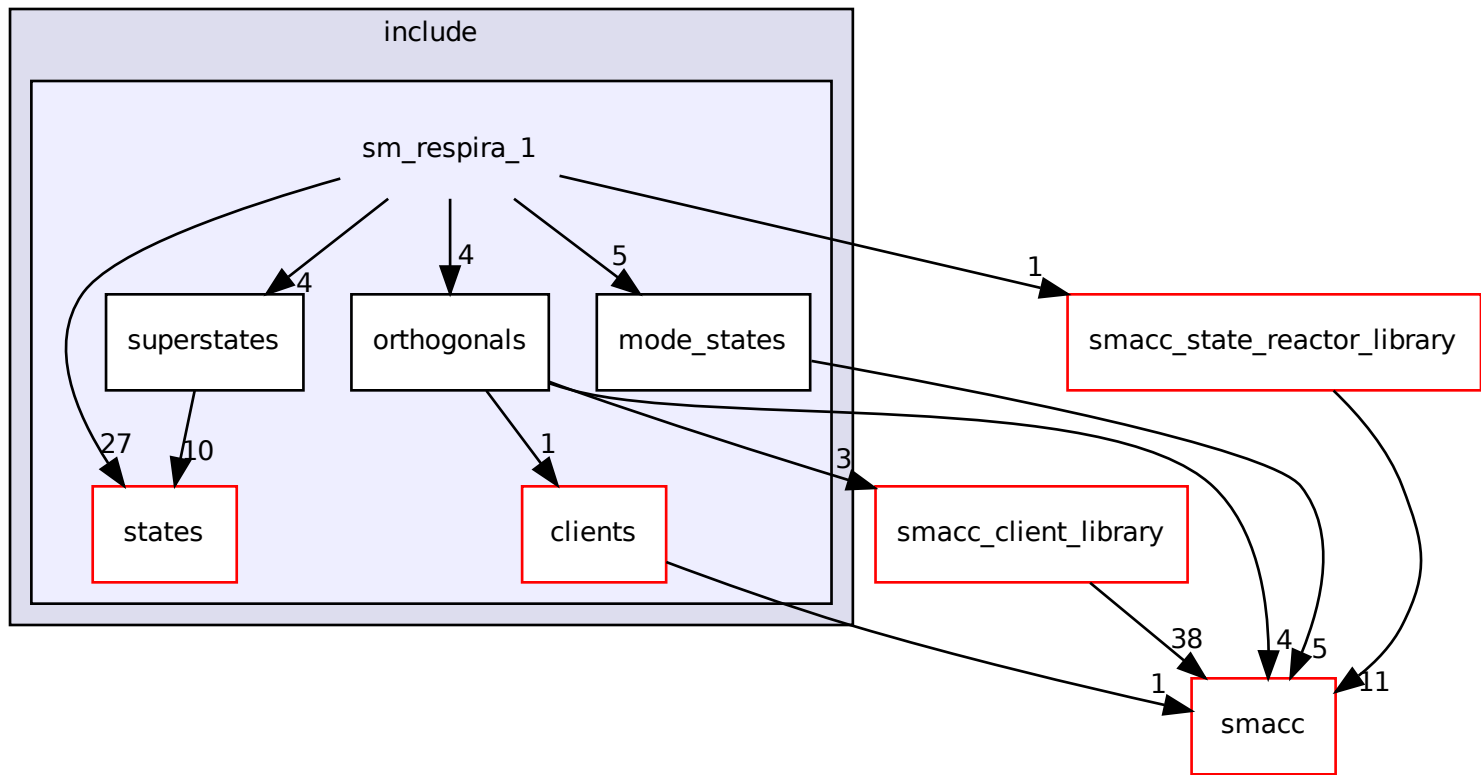 include
sm_respira_1
4
5
1
4
superstates
orthogonals
mode_states
smacc_state_reactor_library
27
10
1
3
states
clients
smacc_client_library
38
4
5
1
11
smacc